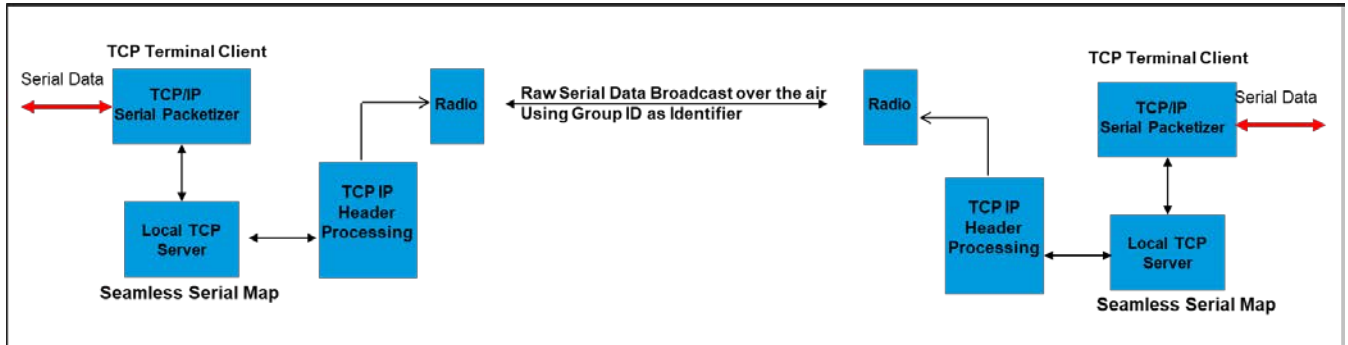 TCP Terminal Client
Serial Data
TCP/IP
Serial Packetizer
Local TCP
Server
Seamless Serial Map
TCP IP
Header
Processing
Radio
Raw Serial Data Broadcast over the air
Using Group ID as Identifier
Radio
TCP IP
Header
Processing
TCP Terminal Client
TCP/IP
Serial Packetizer
Serial Data
Local TCP
Server
Seamless Serial Map